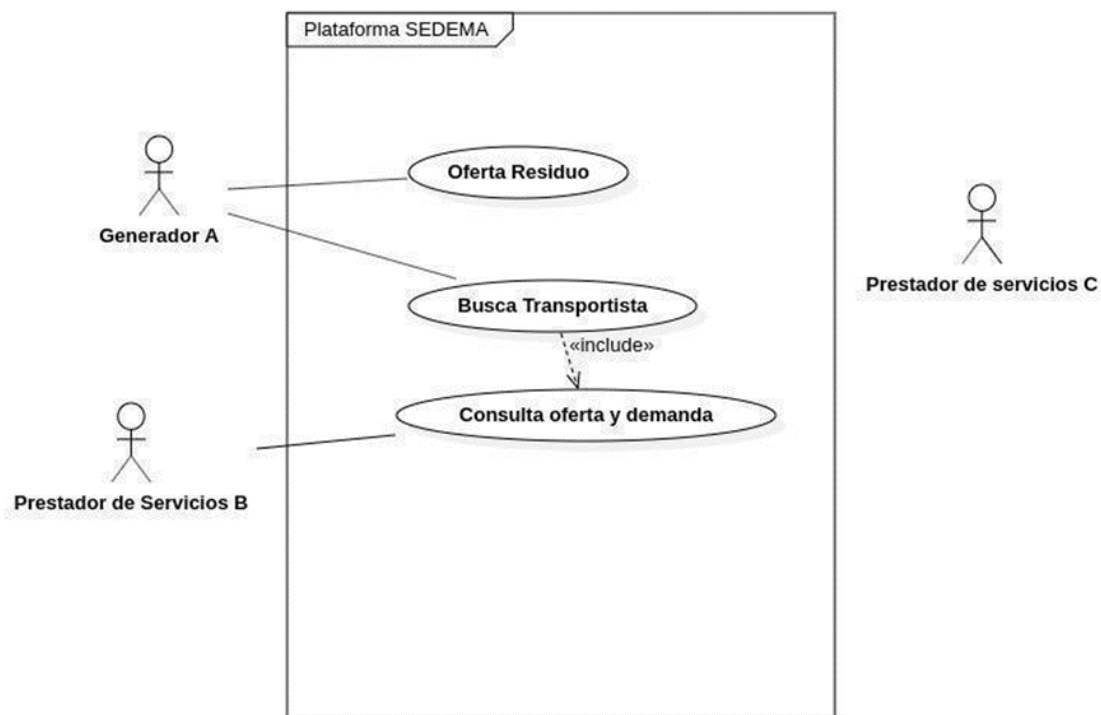 Plataforma SEDEMA
Oferta Residuo
Generador A
Prestador de servicios C
Busca Transportista
«include»
Consulta oferta y demanda
Prestador de Servicios B